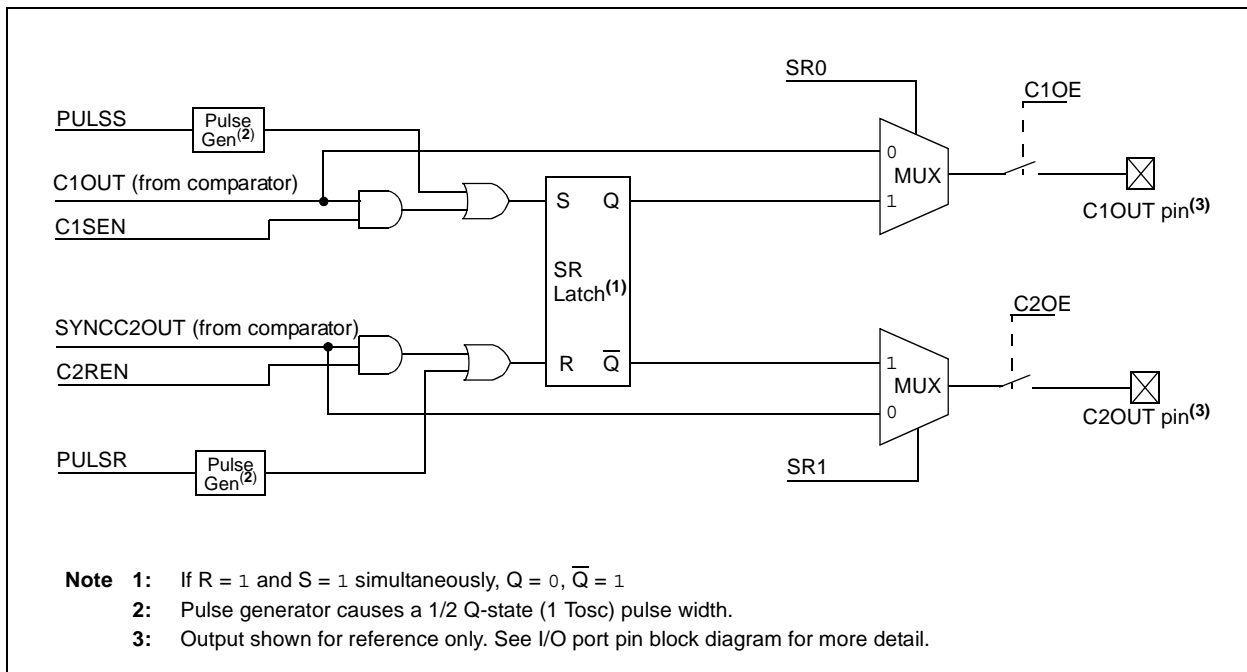 SR0
C1OE
PULSS
Pulse
Gen(2)
0
MUX
1
C1OUT (from comparator)
C1SEN
S Q
C1OUT pin(3)
SR
Latch(1)
SYNCC2OUT (from comparator)
C2REN
R Q̅
C2OE
1
MUX
0
C2OUT pin(3)
PULSR
Pulse
Gen(2)
SR1
Note 1: If R = 1 and S = 1 simultaneously, Q = 0, Q̅ = 1
2: Pulse generator causes a 1/2 Q-state (1 Tosc) pulse width.
3: Output shown for reference only. See I/O port pin block diagram for more detail.